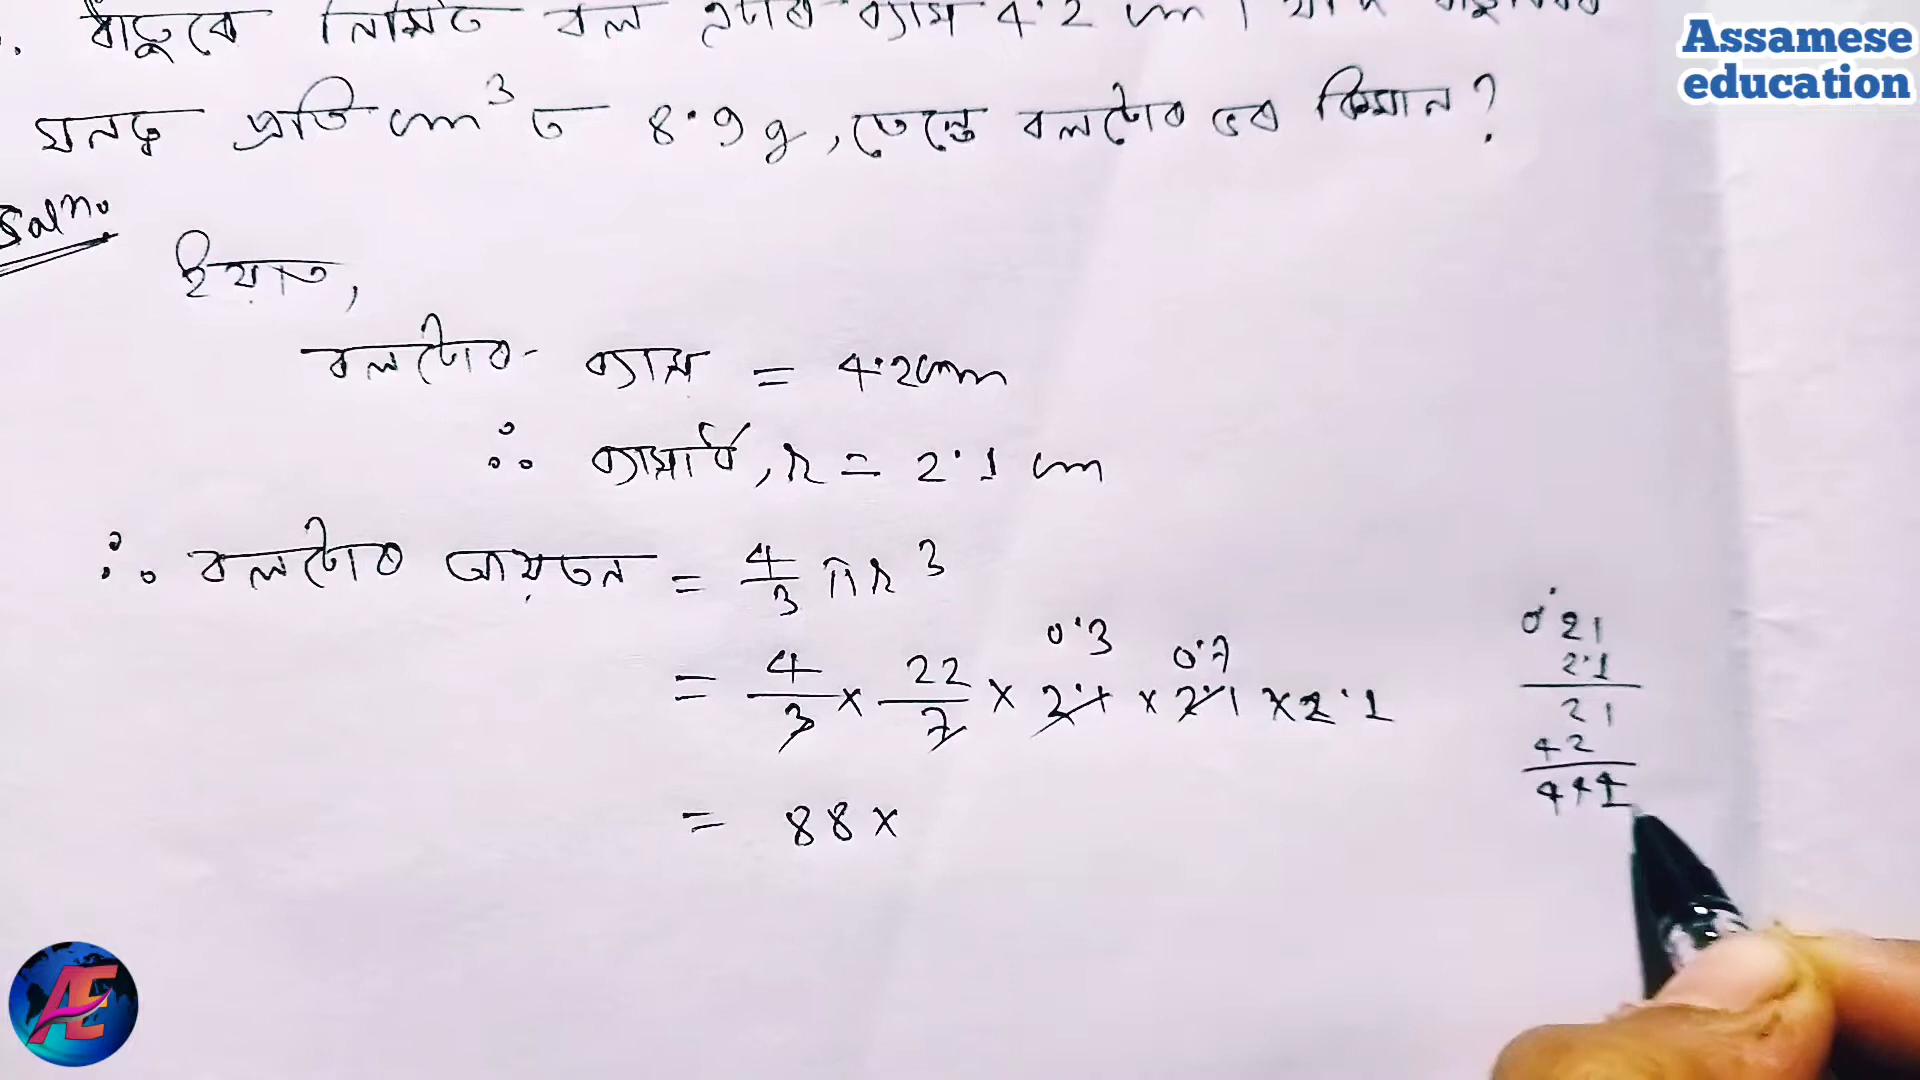 ধাতুৰে নিৰ্মিত বল এটাৰ ব্যাস 4.2 cm । যদি
ঘনত্ব প্ৰতি cm³ ত 8.9 g, তেন্তে বলটোৰ ভৰ কিমান?
Soln.
ইয়াত,
বলটোৰ ব্যাস = 4.2cm
∴ ব্যাসাৰ্ধ, r = 2.1 cm
∴ বলটোৰ আয়তন = 4/3 πr³
0.3 0.7
= 4/3 × 22/7 × 2.1 × 2.1 × 2.1
= 88 ×
0.21
2.1
21
42
441
Assamese
education
AE